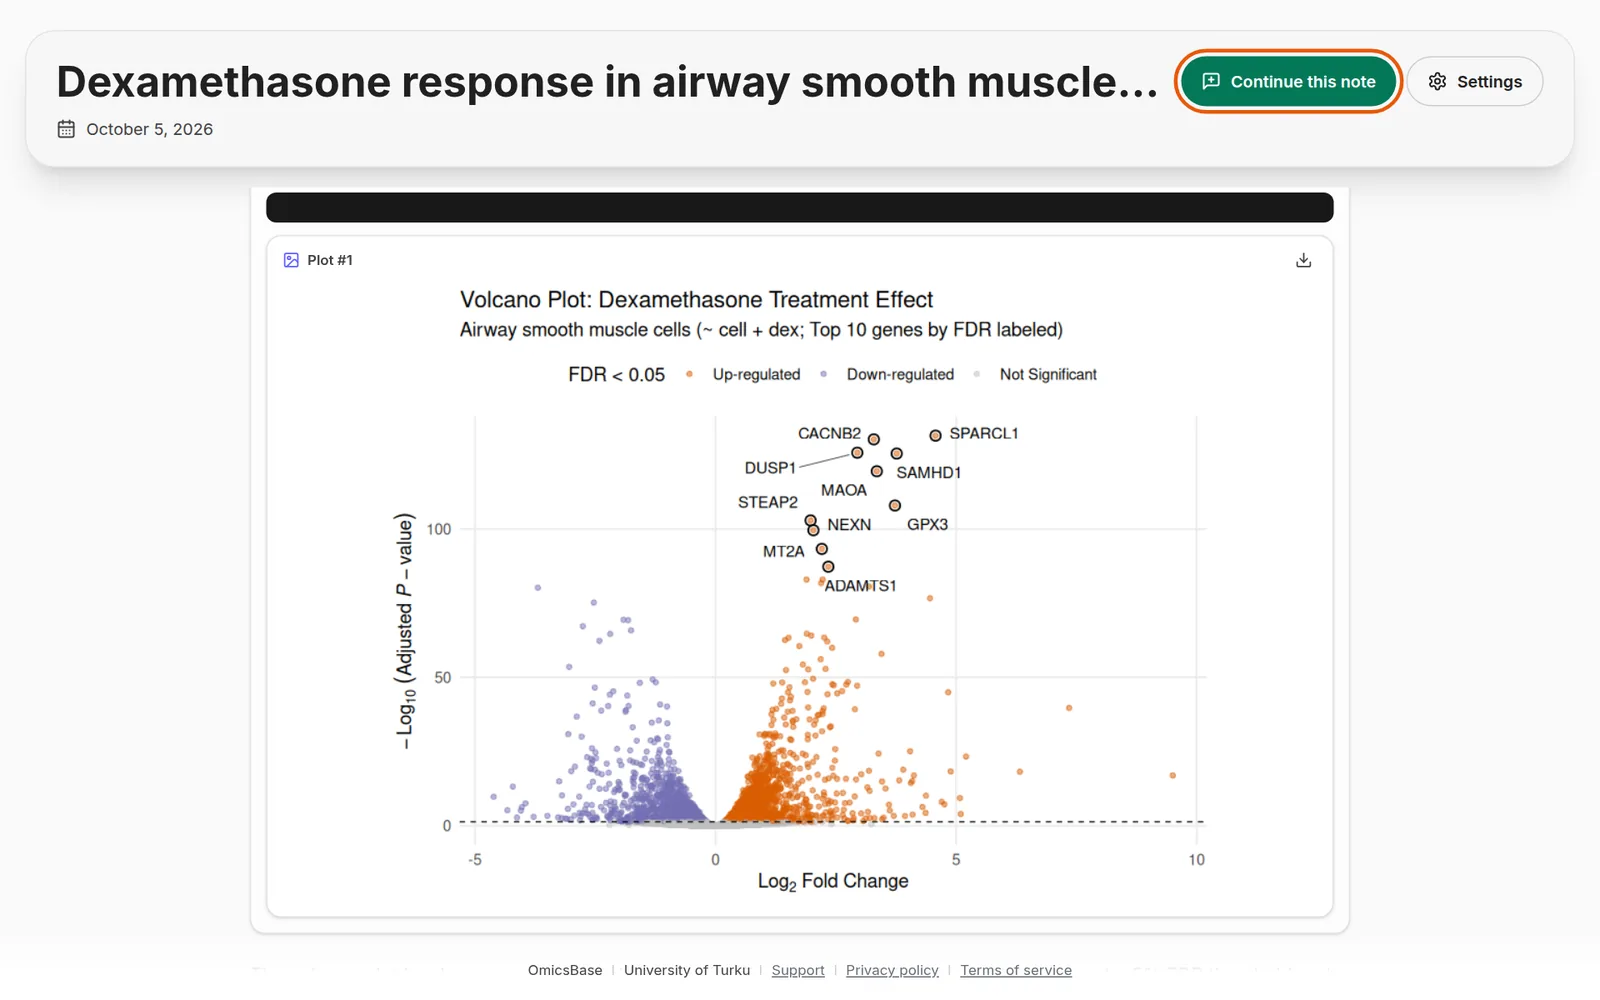 Dexamethasone response in airway smooth muscle...
Continue this note
Settings
October 5, 2026
Plot #1
Volcano Plot: Dexamethasone Treatment Effect
Airway smooth muscle cells (~ cell + dex; Top 10 genes by FDR labeled)
FDR < 0.05 Up-regulated Down-regulated Not Significant
CACNB2
SPARCL1
DUSP1
SAMHD1
MAOA
STEAP2
NEXN
GPX3
MT2A
ADAMTS1
− Log10 (Adjusted P − value)
100
50
0
-5 0 5 10
Log2 Fold Change
OmicsBase | University of Turku | Support | Privacy policy | Terms of service